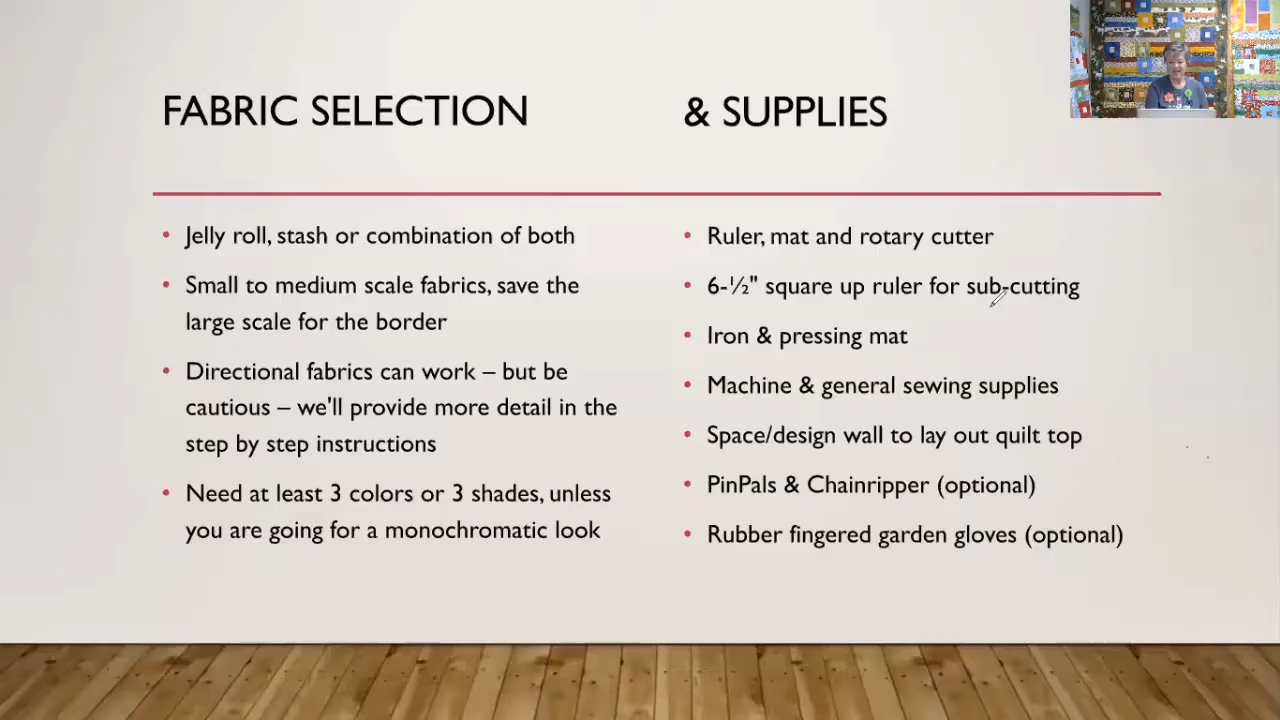 FABRIC SELECTION
& SUPPLIES
Jelly roll, stash or combination of both
Small to medium scale fabrics, save the
large scale for the border
Directional fabrics can work – but be
cautious – we'll provide more detail in the
step by step instructions
Need at least 3 colors or 3 shades, unless
you are going for a monochromatic look
Ruler, mat and rotary cutter
6-½" square up ruler for sub-cutting
Iron & pressing mat
Machine & general sewing supplies
Space/design wall to lay out quilt top
PinPals & Chainripper (optional)
Rubber fingered garden gloves (optional)